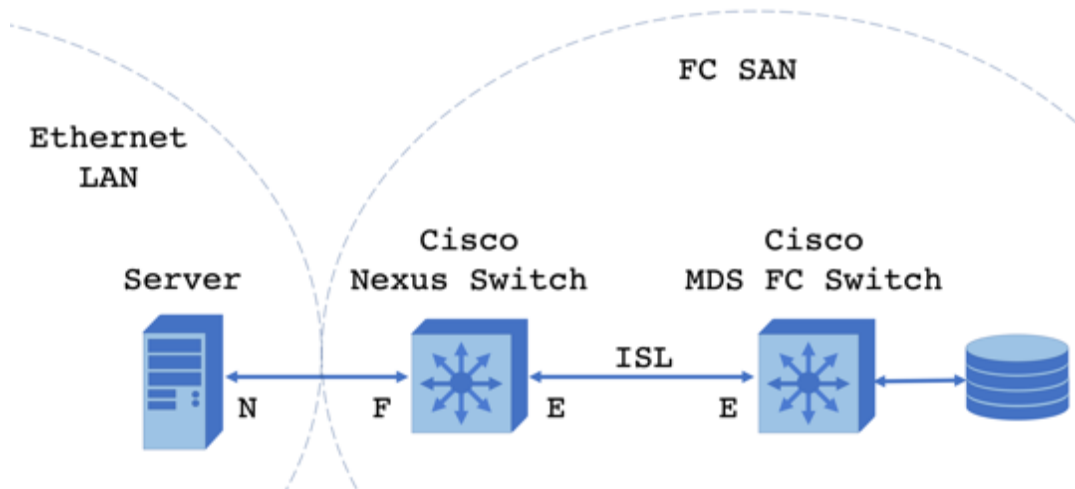 FC SAN
Ethernet
LAN
Cisco
Nexus Switch
Cisco
MDS FC Switch
Server
ISL
N
F
E
E